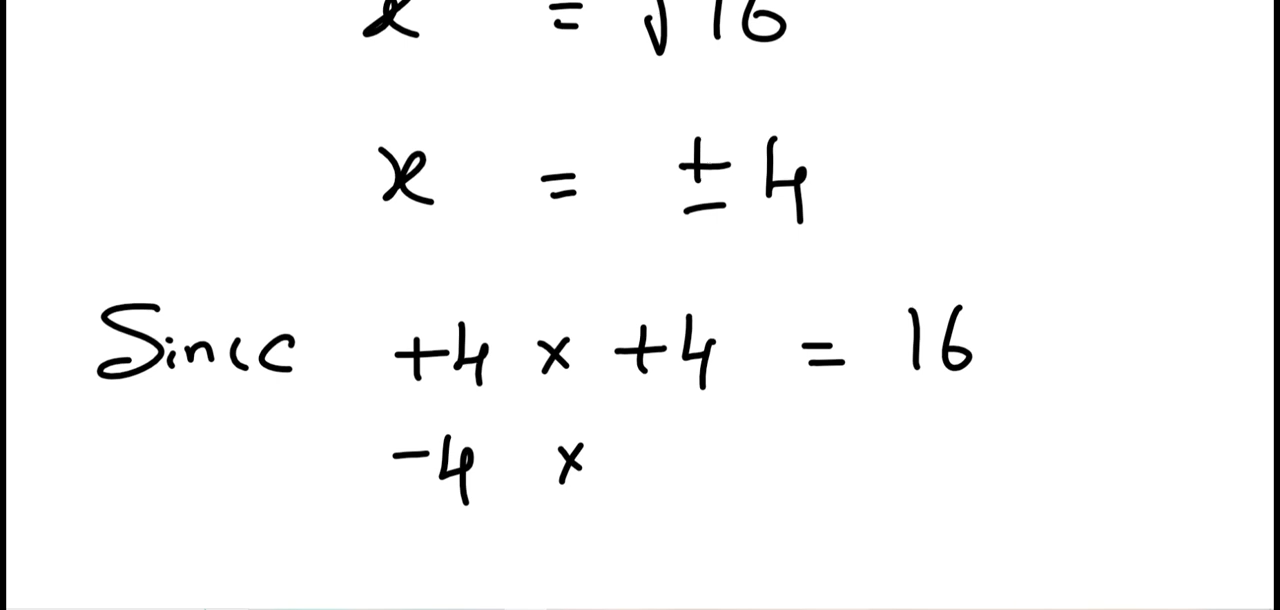 x = √16
x = ± 4
Since +4 × +4 = 16
-4 ×